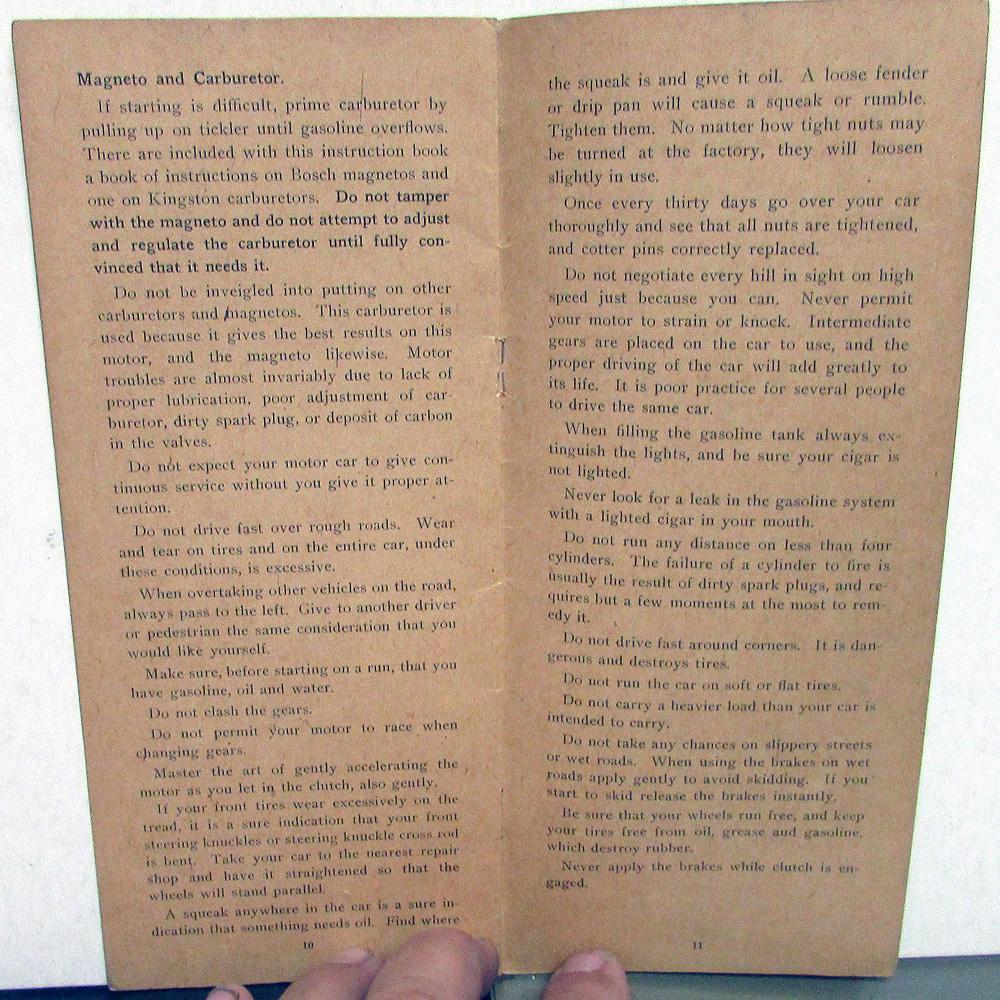 Magneto and Carburetor.
If starting is difficult, prime carburetor by
pulling up on tickler until gasoline overflows.
There are included with this instruction book
a book of instructions on Bosch magnetos and
one on Kingston carburetors. Do not tamper
with the magneto and do not attempt to adjust
and regulate the carburetor until fully con-
vinced that it needs it.
Do not be inveigled into putting on other
carburetors and magnetos. This carburetor is
used because it gives the best results on this
motor, and the magneto likewise. Motor
troubles are almost invariably due to lack of
proper lubrication, poor adjustment of car-
buretor, dirty spark plug, or deposit of carbon
in the valves.
Do not expect your motor car to give con-
tinuous service without you give it proper at-
tention.
Do not drive fast over rough roads. Wear
and tear on tires and on the entire car, under
these conditions, is excessive.
When overtaking other vehicles on the road,
always pass to the left. Give to another driver
or pedestrian the same consideration that you
would like yourself.
Make sure, before starting on a run, that you
have gasoline, oil and water.
Do not clash the gears.
Do not permit your motor to race when
changing gears.
Master the art of gently accelerating the
motor as you let in the clutch, also gently.
If your front tires wear excessively on the
tread, it is a sure indication that your front
steering knuckles or steering knuckle cross rod
is bent. Take your car to the nearest repair
shop and have it straightened so that the
wheels will stand parallel.
A squeak anywhere in the car is a sure in-
dication that something needs oil. Find where
10
the squeak is and give it oil. A loose fender
or drip pan will cause a squeak or rumble.
Tighten them. No matter how tight nuts may
be turned at the factory, they will loosen
slightly in use.
Once every thirty days go over your car
thoroughly and see that all nuts are tightened,
and cotter pins correctly replaced.
Do not negotiate every hill in sight on high
speed just because you can. Never permit
your motor to strain or knock. Intermediate
gears are placed on the car to use, and the
proper driving of the car will add greatly to
its life. It is poor practice for several people
to drive the same car.
When filling the gasoline tank always ex-
tinguish the lights, and be sure your cigar is
not lighted.
Never look for a leak in the gasoline system
with a lighted cigar in your mouth.
Do not run any distance on less than four
cylinders. The failure of a cylinder to fire is
usually the result of dirty spark plugs, and re-
quires but a few moments at the most to rem-
edy it.
Do not drive fast around corners. It is dan-
gerous and destroys tires.
Do not run the car on soft or flat tires.
Do not carry a heavier load than your car is
intended to carry.
Do not take any chances on slippery streets
or wet roads. When using the brakes on wet
roads apply gently to avoid skidding. If you
start to skid release the brakes instantly.
Be sure that your wheels run free, and keep
your tires free from oil, grease and gasoline,
which destroy rubber.
Never apply the brakes while clutch is en-
gaged.
11